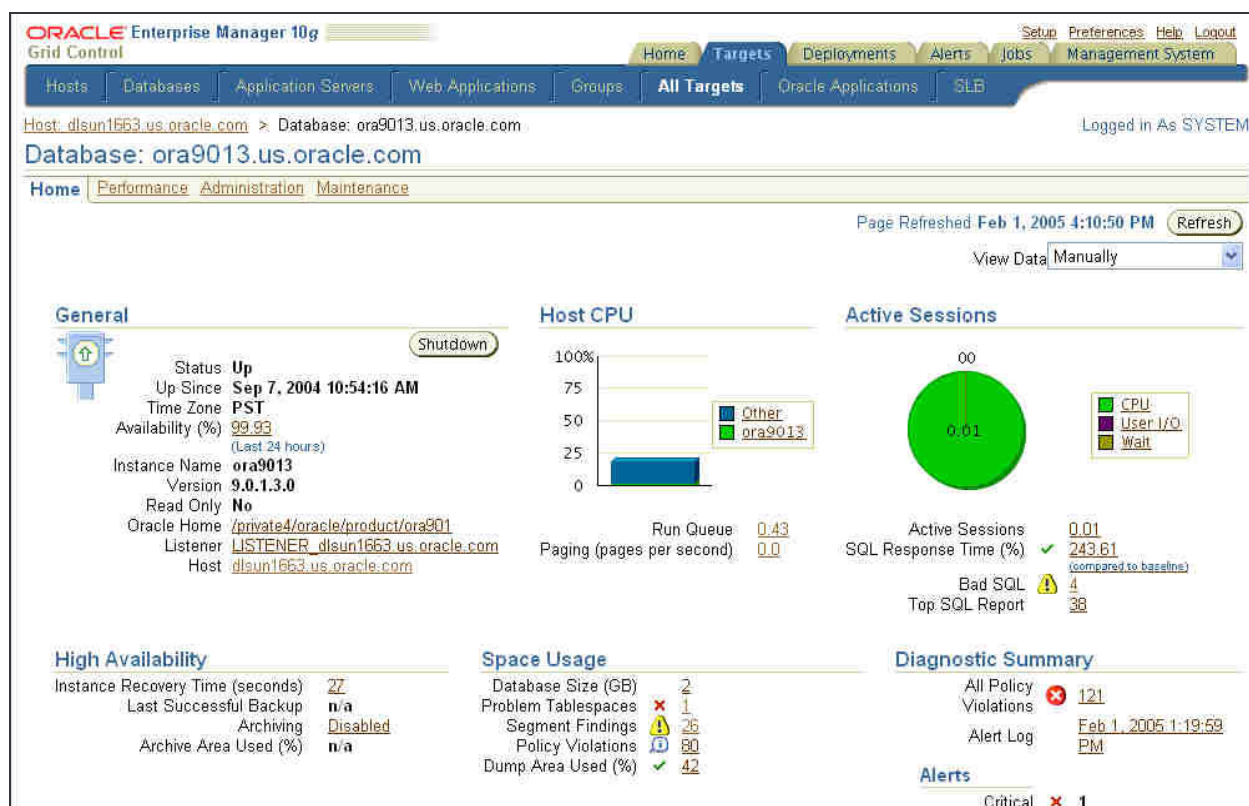 ORACLE Enterprise Manager 10g
Grid Control
Setup Preferences Help Logout
Home Targets Deployments Alerts Jobs Management System
Hosts Databases Application Servers Web Applications Groups All Targets Oracle Applications SLB
Host: dlsun1663.us.oracle.com > Database: ora9013.us.oracle.com
Logged in As SYSTEM
Database: ora9013.us.oracle.com
Home Performance Administration Maintenance
Page Refreshed Feb 1, 2005 4:10:50 PM Refresh
View Data Manually
General
Shutdown
Status Up
Up Since Sep 7, 2004 10:54:16 AM
Time Zone PST
Availability (%) 99.93
(Last 24 hours)
Instance Name ora9013
Version 9.0.1.3.0
Read Only No
Oracle Home /private4/oracle/product/ora901
Listener LISTENER_dlsun1663.us.oracle.com
Host dlsun1663.us.oracle.com
Host CPU
100%
75
50
25
0
Other
ora9013
Run Queue 0.43
Paging (pages per second) 0.0
Active Sessions
00
0.01
CPU
User I/O
Wait
Active Sessions 0.01
SQL Response Time (%) 243.61
(compared to baseline)
Bad SQL 4
Top SQL Report 38
High Availability
Instance Recovery Time (seconds) 27
Last Successful Backup n/a
Archiving Disabled
Archive Area Used (%) n/a
Space Usage
Database Size (GB) 2
Problem Tablespaces 1
Segment Findings 26
Policy Violations 80
Dump Area Used (%) 42
Diagnostic Summary
All Policy
Violations 121
Alert Log Feb 1, 2005 1:19:59
PM
Alerts
Critical 1